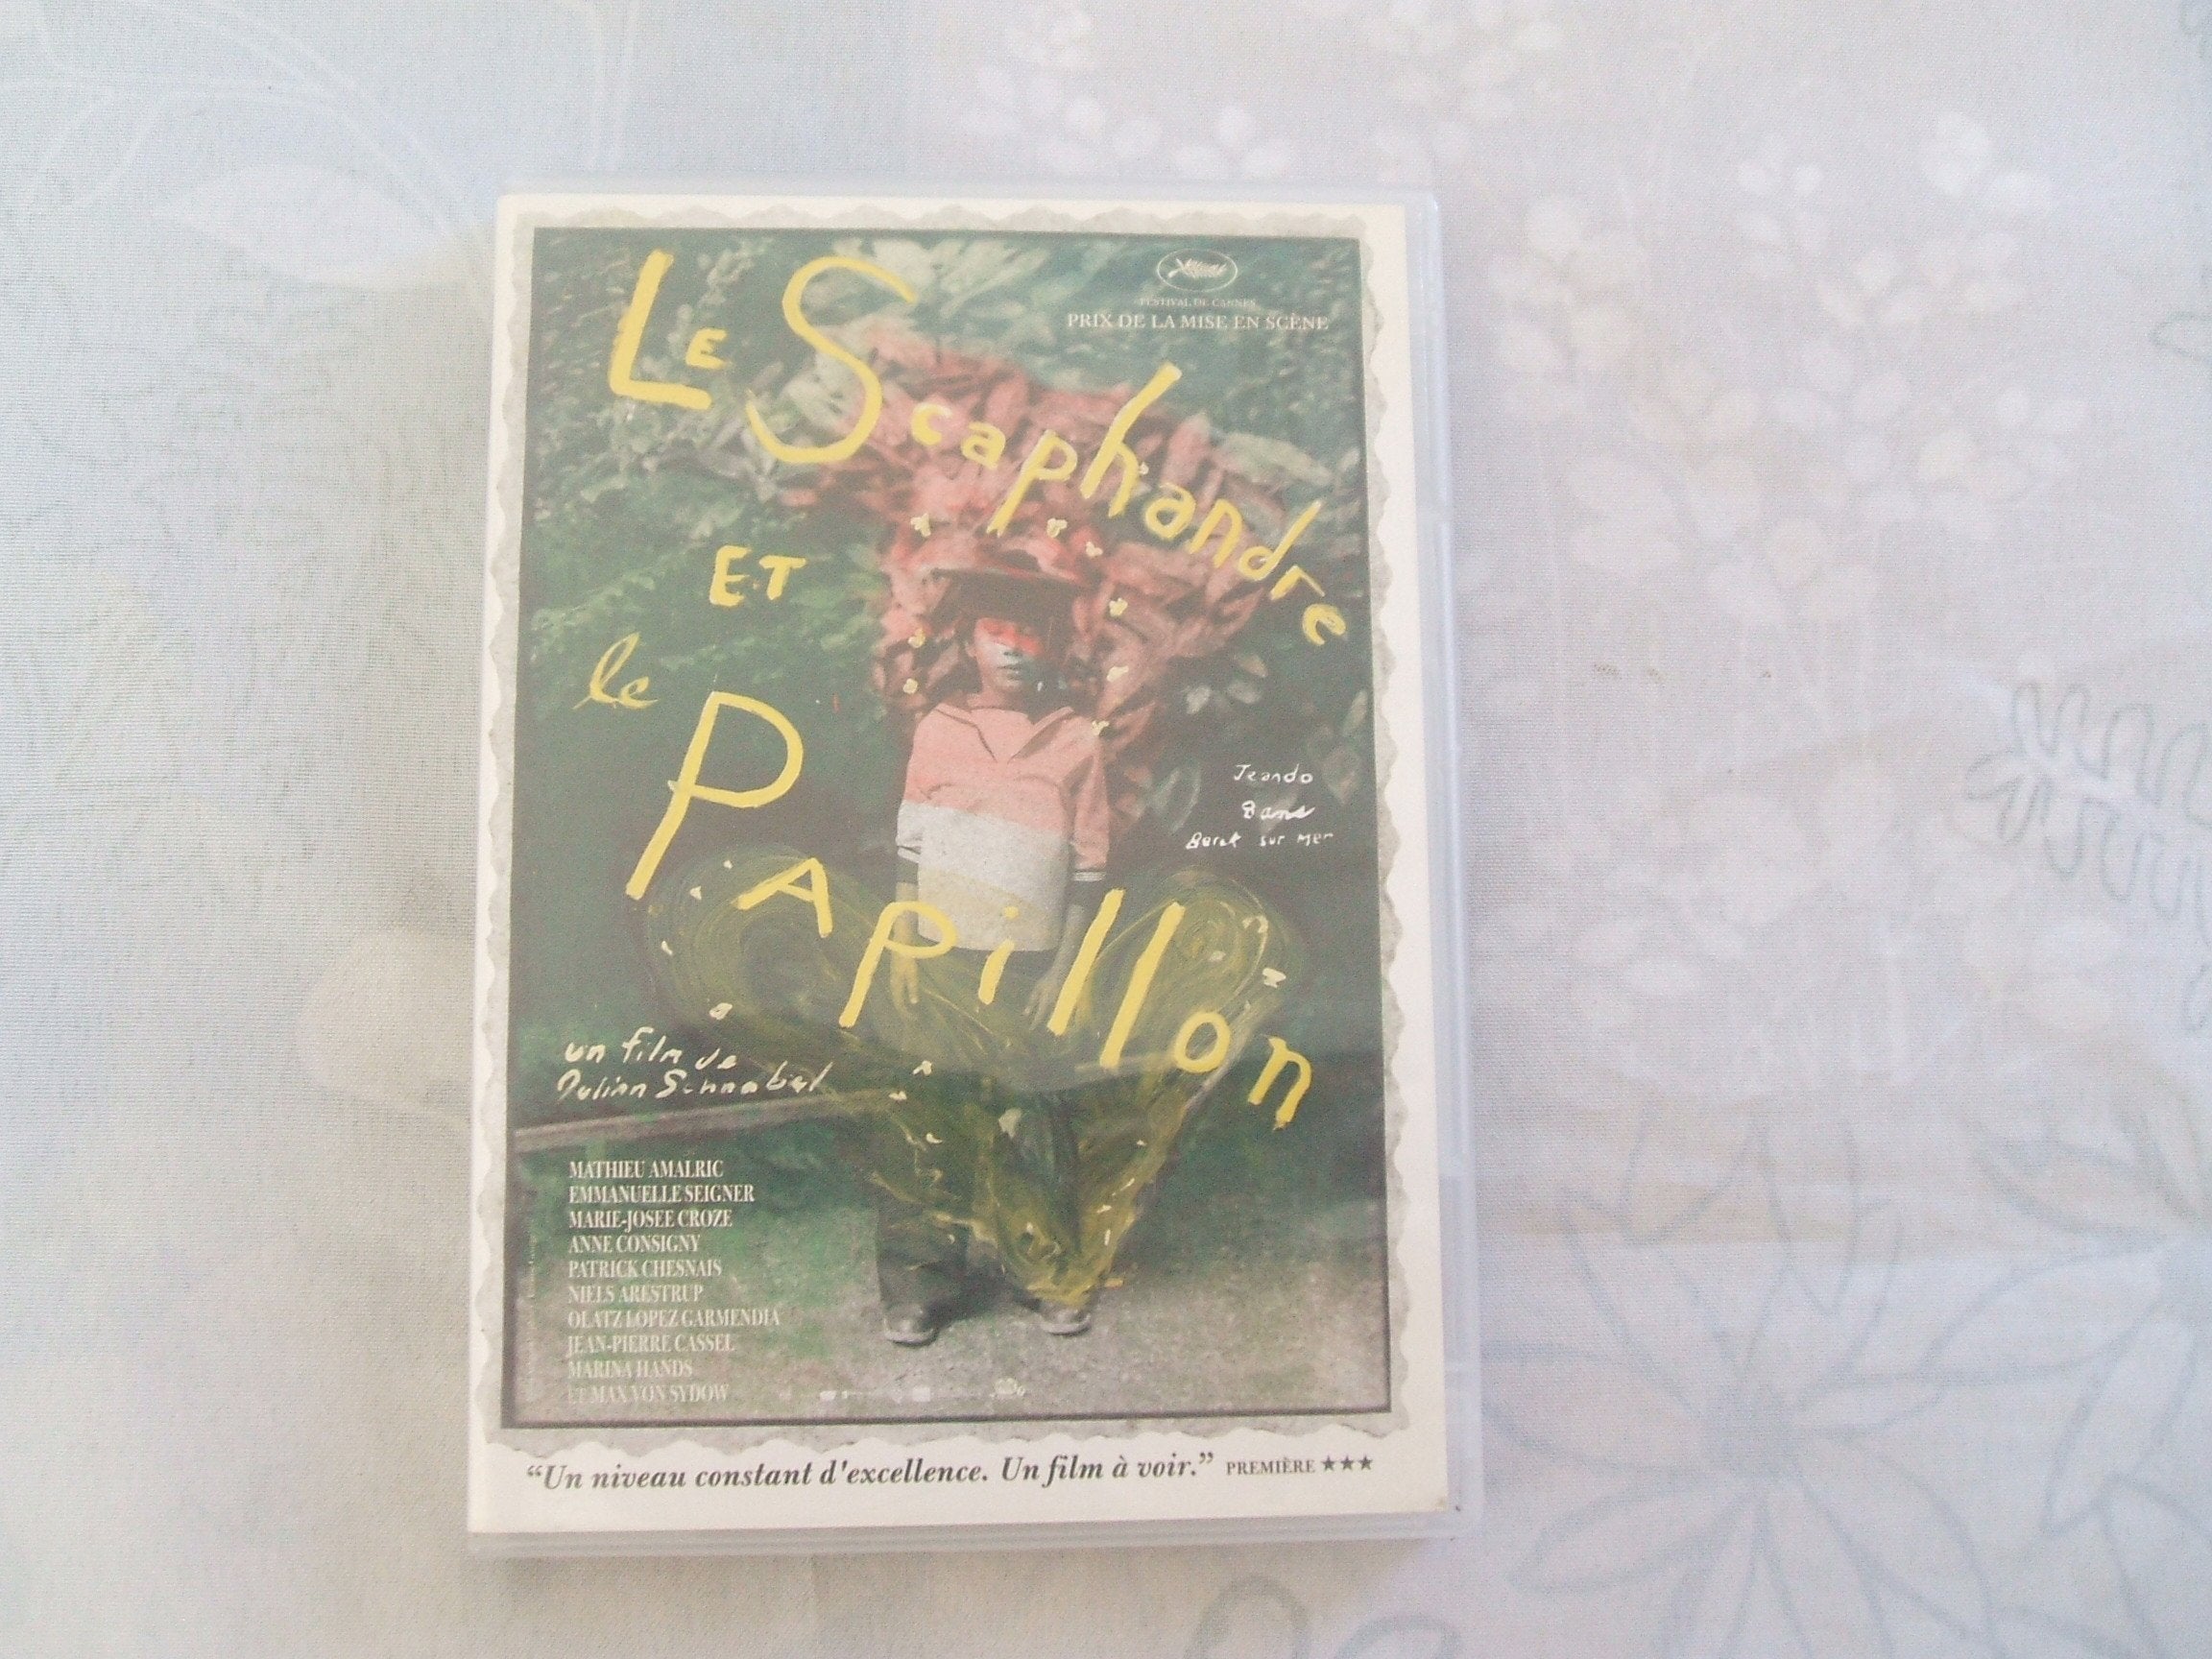 FESTIVAL DE CANNES
PRIX DE LA MISE EN SCÈNE
LE Scaphandre
ET
le
PAPillon
Jeando
Bans
Berck sur mer
un film de
Julian Schnabel
MATHIEU AMALRIC
EMMANUELLE SEIGNER
MARIE-JOSEE CROZE
ANNE CONSIGNY
PATRICK CHESNAIS
NIELS ARESTRUP
OLATZ LOPEZ GARMENDIA
JEAN-PIERRE CASSEL
MARINA HANDS
ET MAX VON SYDOW
“Un niveau constant d'excellence. Un film à voir.” PREMIÈRE ★★★